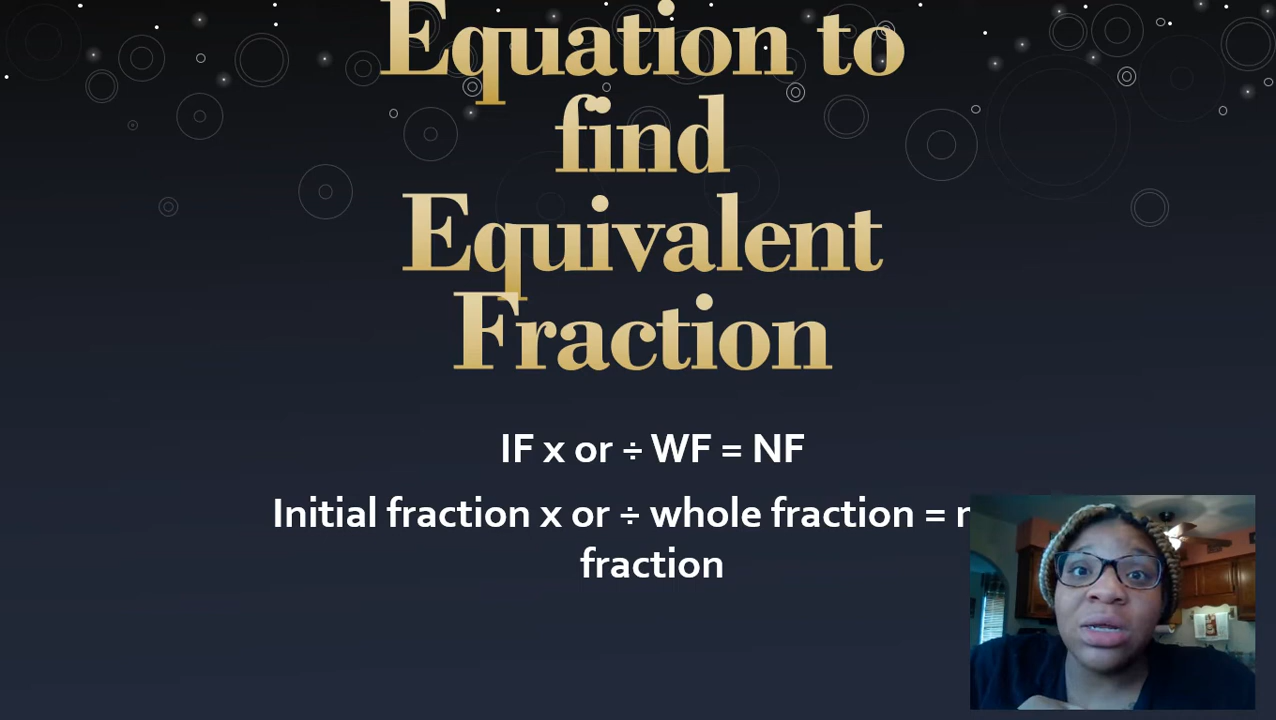 Equation to
find
Equivalent
Fraction
IF x or ÷ WF = NF
Initial fraction x or ÷ whole fraction =
fraction